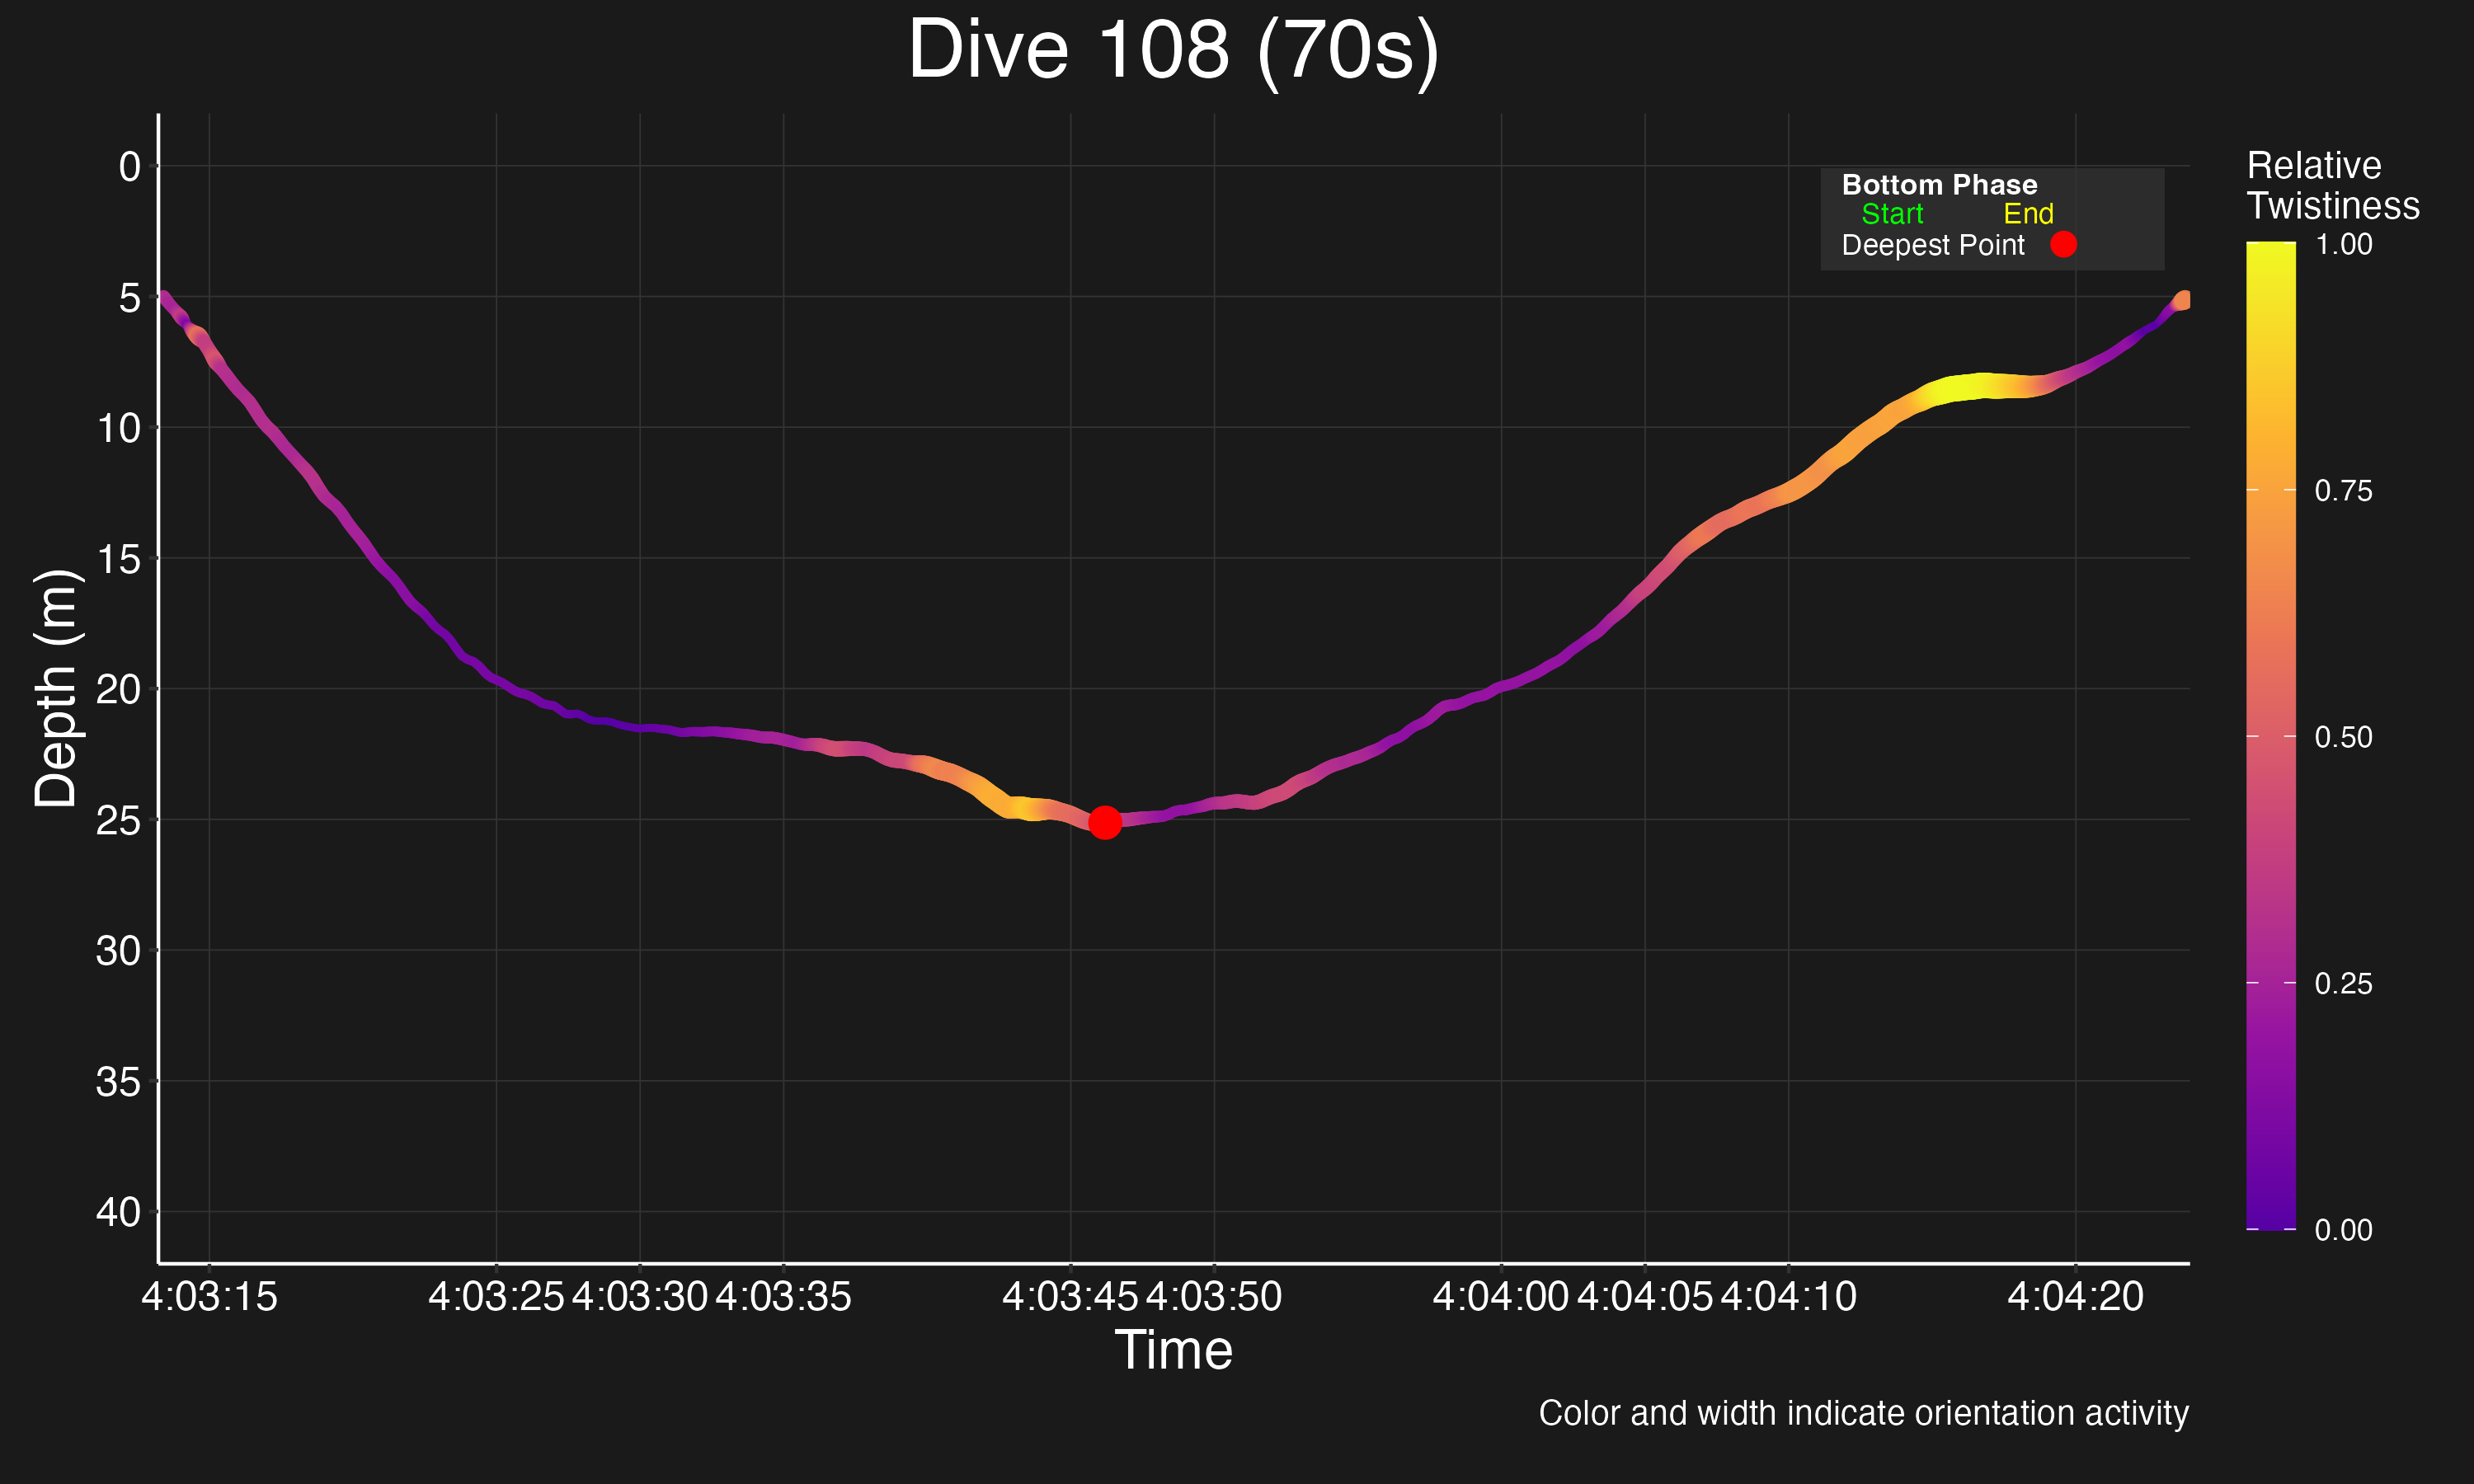 Dive 108 (70s)
Bottom Phase
Start End
Deepest Point
Relative
Twistiness
1.00
0.75
0.50
0.25
0.00
Depth (m)
0
5
10
15
20
25
30
35
40
4:03:15 4:03:25 4:03:30 4:03:35 4:03:45 4:03:50 4:04:00 4:04:05 4:04:10 4:04:20
Time
Color and width indicate orientation activity